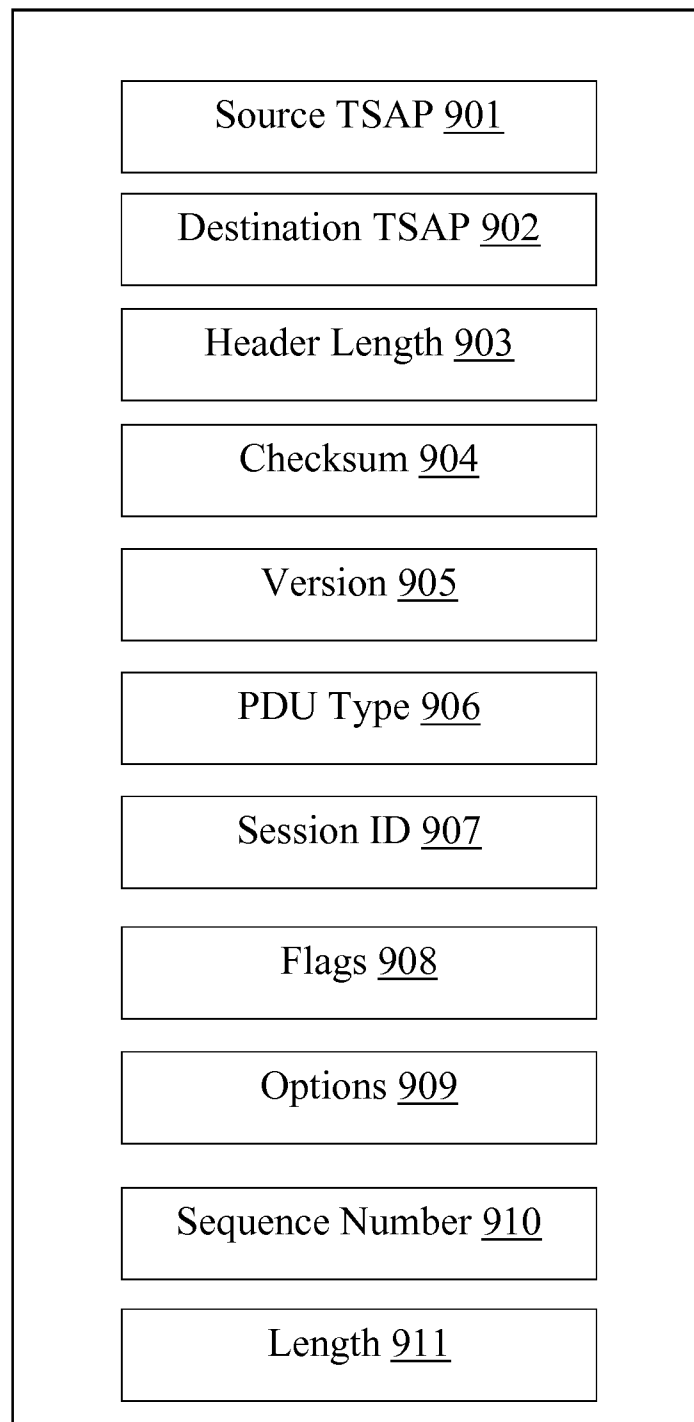 Source TSAP 901
Destination TSAP 902
Header Length 903
Checksum 904
Version 905
PDU Type 906
Session ID 907
Flags 908
Options 909
Sequence Number 910
Length 911